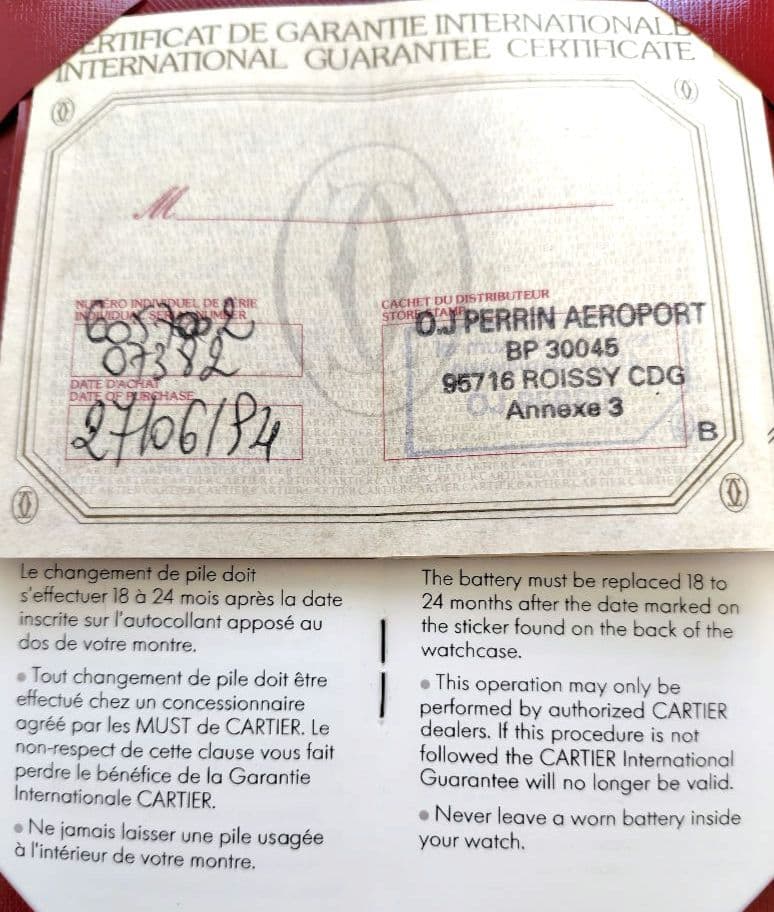 CERTIFICAT DE GARANTIE INTERNATIONALE
INTERNATIONAL GUARANTEE CERTIFICATE
M
NUMÉRO INDIVIDUEL DE SÉRIE
INDIVIDUAL SERIAL NUMBER
07382
DATE D'ACHAT
DATE OF PURCHASE
27/06/94
CACHET DU DISTRIBUTEUR
STORE STAMP
O.J PERRIN AEROPORT
BP 30045
95716 ROISSY CDG
Annexe 3
B
Le changement de pile doit
s'effectuer 18 à 24 mois après la date
inscrite sur l'autocollant apposé au
dos de votre montre.
• Tout changement de pile doit être
effectué chez un concessionnaire
agréé par les MUST de CARTIER. Le
non-respect de cette clause vous fait
perdre le bénéfice de la Garantie
Internationale CARTIER.
• Ne jamais laisser une pile usagée
à l'intérieur de votre montre.
The battery must be replaced 18 to
24 months after the date marked on
the sticker found on the back of the
watchcase.
• This operation may only be
performed by authorized CARTIER
dealers. If this procedure is not
followed the CARTIER International
Guarantee will no longer be valid.
• Never leave a worn battery inside
your watch.